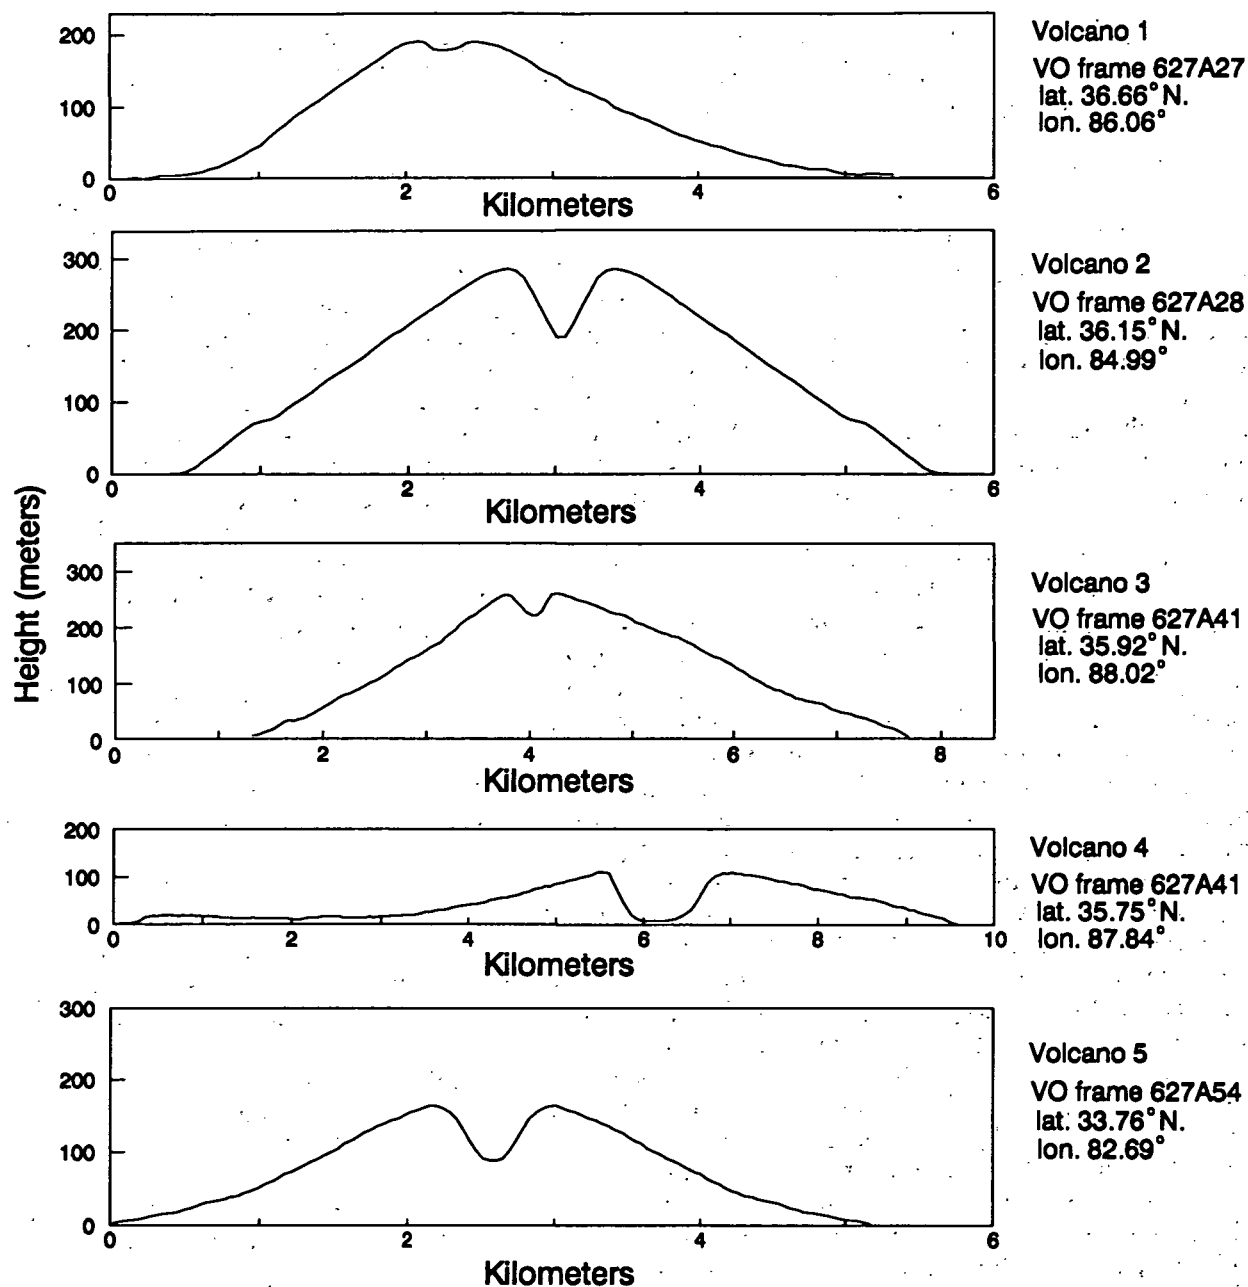 Height (meters)
200
100
0
0 2 4 6
Kilometers
Volcano 1
VO frame 627A27
lat. 36.66°N.
lon. 86.06°
300
200
100
0
0 2 4 6
Kilometers
Volcano 2
VO frame 627A28
lat. 36.15°N.
lon. 84.99°
300
200
100
0
0 2 4 6 8
Kilometers
Volcano 3
VO frame 627A41
lat. 35.92°N.
lon. 88.02°
200
100
0
0 2 4 6 8 10
Kilometers
Volcano 4
VO frame 627A41
lat. 35.75°N.
lon. 87.84°
300
200
100
0
0 2 4 6
Kilometers
Volcano 5
VO frame 627A54
lat. 33.76°N.
lon. 82.69°